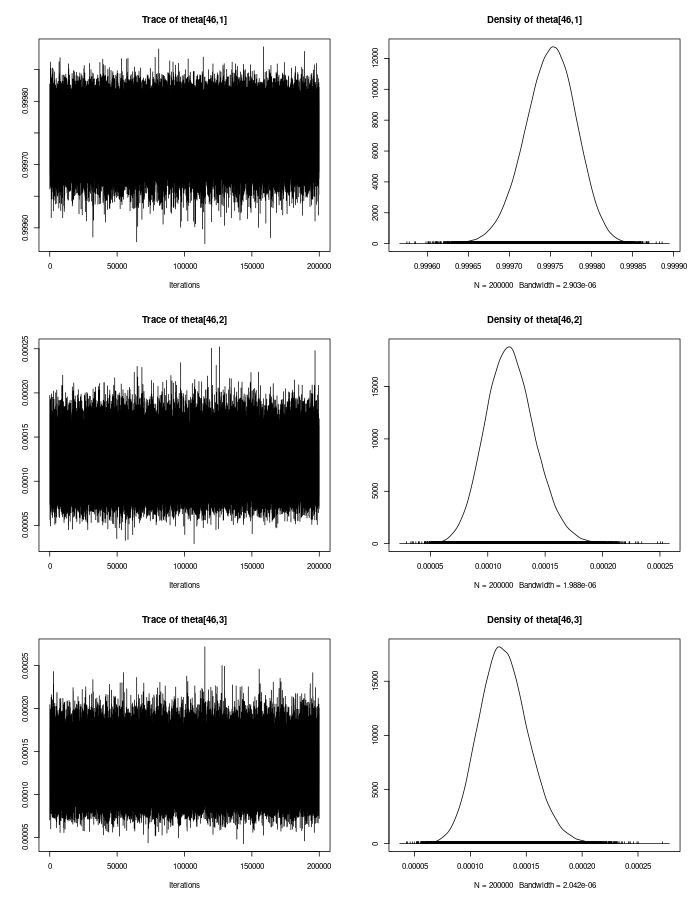 Trace of theta[46,1]
0.99960 0.99970 0.99980
0 50000 100000 150000 200000
Iterations
Density of theta[46,1]
0 2000 4000 6000 8000 10000 12000
0.99960 0.99965 0.99970 0.99975 0.99980 0.99985 0.99990
N = 200000 Bandwidth = 2.903e-06
Trace of theta[46,2]
0.00005 0.00010 0.00015 0.00020 0.00025
0 50000 100000 150000 200000
Iterations
Density of theta[46,2]
0 5000 10000 15000
0.00005 0.00010 0.00015 0.00020 0.00025
N = 200000 Bandwidth = 1.988e-06
Trace of theta[46,3]
0.00005 0.00010 0.00015 0.00020 0.00025
0 50000 100000 150000 200000
Iterations
Density of theta[46,3]
0 5000 10000 15000
0.00005 0.00010 0.00015 0.00020 0.00025
N = 200000 Bandwidth = 2.042e-06